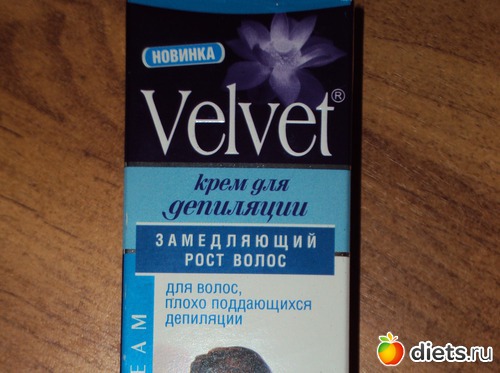 НОВИНКА
Velvet®
крем для
депиляции
ЗАМЕДЛЯЮЩИЙ
РОСТ ВОЛОС
для волос,
плохо поддающихся
депиляции
EAM
diets.ru